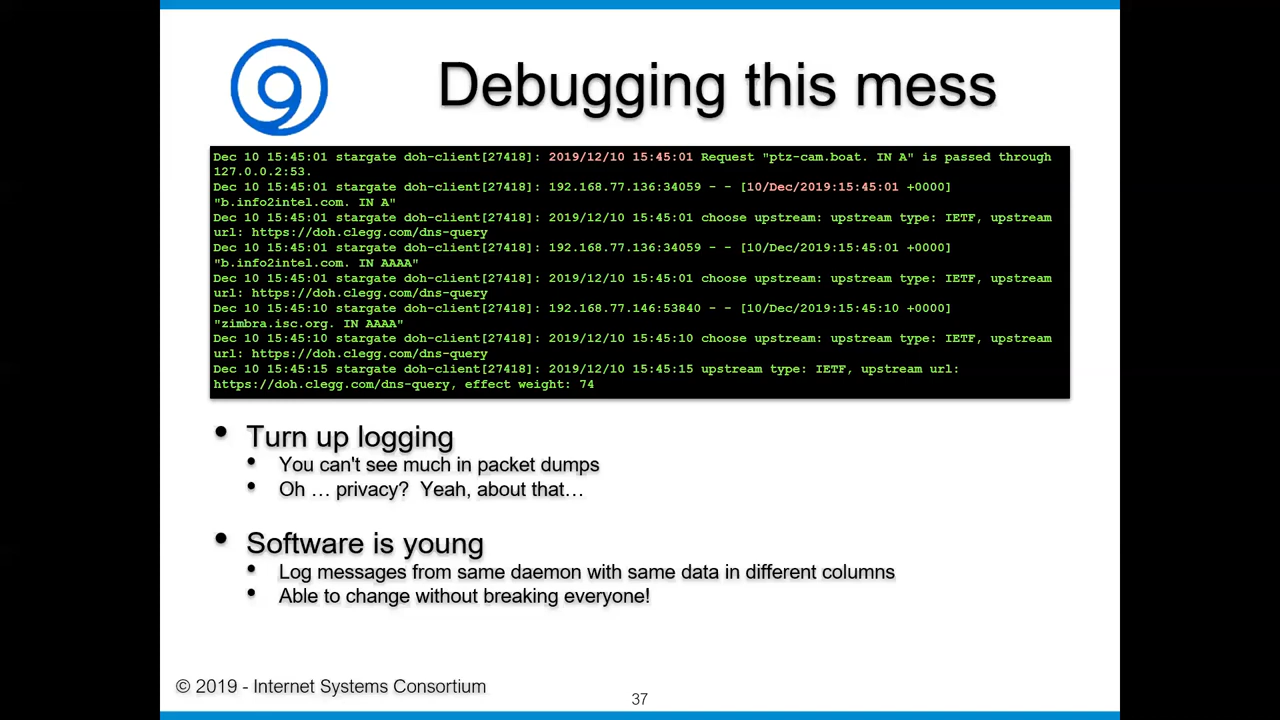 9
Debugging this mess
Dec 10 15:45:01 stargate doh-client[27418]: 2019/12/10 15:45:01 Request "ptz-cam.boat. IN A" is passed through
127.0.0.2:53.
Dec 10 15:45:01 stargate doh-client[27418]: 192.168.77.136:34059 - - [10/Dec/2019:15:45:01 +0000]
"b.info2intel.com. IN A"
Dec 10 15:45:01 stargate doh-client[27418]: 2019/12/10 15:45:01 choose upstream: upstream type: IETF, upstream
url: https://doh.clegg.com/dns-query
Dec 10 15:45:01 stargate doh-client[27418]: 192.168.77.136:34059 - - [10/Dec/2019:15:45:01 +0000]
"b.info2intel.com. IN AAAA"
Dec 10 15:45:01 stargate doh-client[27418]: 2019/12/10 15:45:01 choose upstream: upstream type: IETF, upstream
url: https://doh.clegg.com/dns-query
Dec 10 15:45:10 stargate doh-client[27418]: 192.168.77.146:53840 - - [10/Dec/2019:15:45:10 +0000]
"zimbra.isc.org. IN AAAA"
Dec 10 15:45:10 stargate doh-client[27418]: 2019/12/10 15:45:10 choose upstream: upstream type: IETF, upstream
url: https://doh.clegg.com/dns-query
Dec 10 15:45:15 stargate doh-client[27418]: 2019/12/10 15:45:15 upstream type: IETF, upstream url:
https://doh.clegg.com/dns-query, effect weight: 74
• Turn up logging
• You can't see much in packet dumps
• Oh … privacy? Yeah, about that…
• Software is young
• Log messages from same daemon with same data in different columns
• Able to change without breaking everyone!
© 2019 - Internet Systems Consortium
37